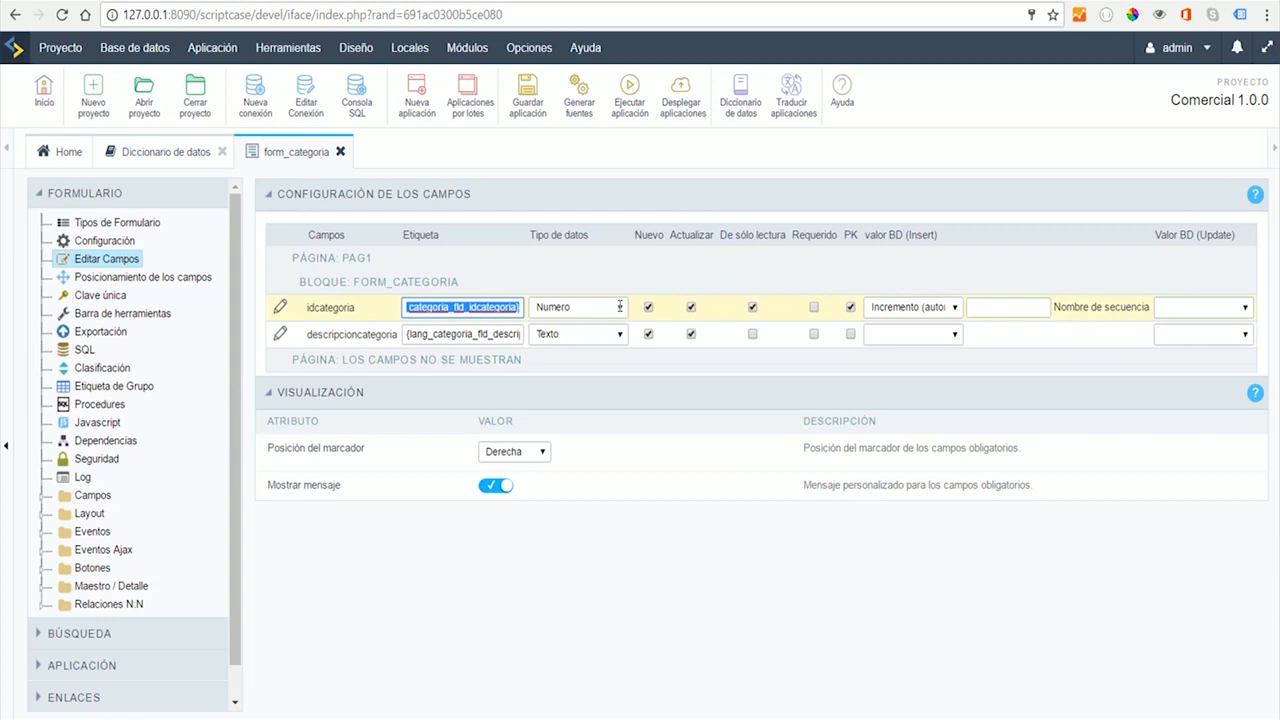 127.0.0.1:8090/scriptcase/devel/iface/index.php?rand=691ac0300b5ce080
Proyecto Base de datos Aplicación Herramientas Diseño Locales Módulos Opciones Ayuda admin
Inicio Nuevo proyecto Abrir proyecto Cerrar proyecto Nueva conexión Editar Conexión Consola SQL Nueva aplicación Aplicaciones por lotes Guardar aplicación Generar fuentes Ejecutar aplicación Desplegar aplicaciones Diccionario de datos Traducir aplicaciones Ayuda
PROYECTO
Comercial 1.0.0
Home Diccionario de datos form_categoria
FORMULARIO
Tipos de Formulario
Configuración
Editar Campos
Posicionamiento de los campos
Clave única
Barra de herramientas
Exportación
SQL
Clasificación
Etiqueta de Grupo
Procedures
Javascript
Dependencias
Seguridad
Log
Campos
Layout
Eventos
Eventos Ajax
Botones
Maestro / Detalle
Relaciones N:N
BÚSQUEDA
APLICACIÓN
ENLACES
CONFIGURACIÓN DE LOS CAMPOS
Campos Etiqueta Tipo de datos Nuevo Actualizar De sólo lectura Requerido PK valor BD (Insert) Valor BD (Update)
PÁGINA: PAG1
BLOQUE: FORM_CATEGORIA
idcategoria categoria_fld_idcategoria} Numero Incremento (autoı Nombre de secuencia
descripcioncategoria {lang_categoria_fld_descrip Texto
PÁGINA: LOS CAMPOS NO SE MUESTRAN
VISUALIZACIÓN
ATRIBUTO VALOR DESCRIPCIÓN
Posición del marcador Derecha Posición del marcador de los campos obligatorios.
Mostrar mensaje Mensaje personalizado para los campos obligatorios.